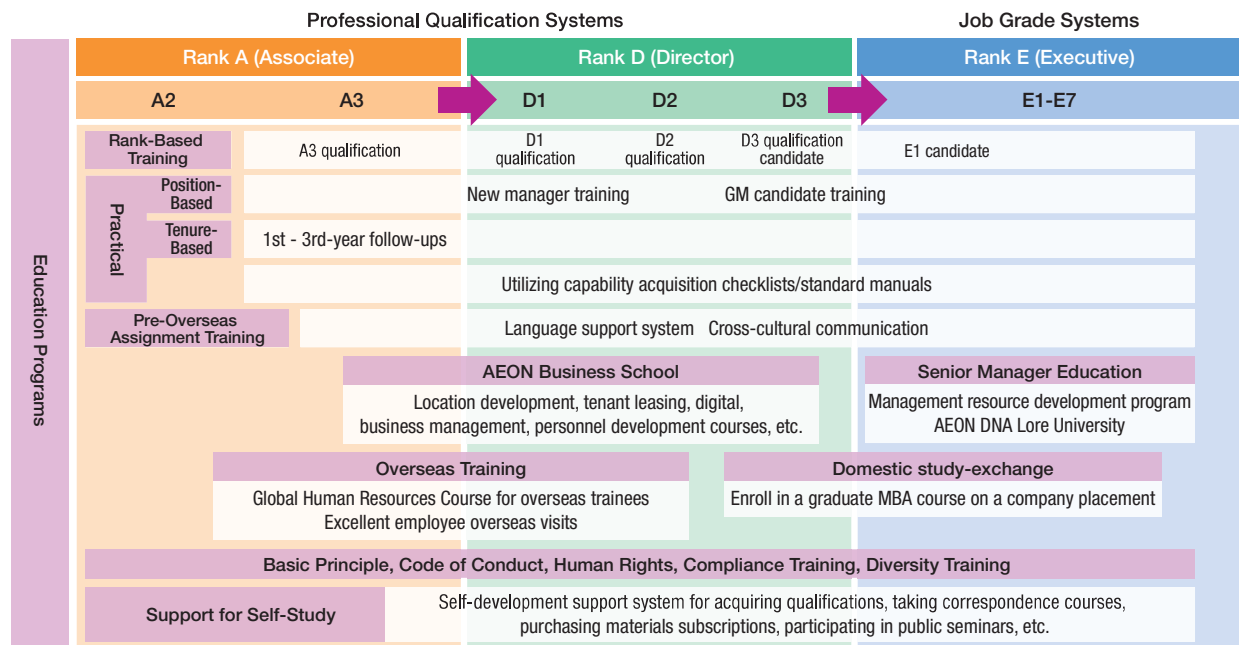 Professional Qualification Systems
Job Grade Systems
Education Programs
Rank A (Associate)
Rank D (Director)
Rank E (Executive)
A2
A3
D1
D2
D3
E1-E7
Rank-Based
Training
A3 qualification
D1
qualification
D2
qualification
D3 qualification
candidate
E1 candidate
Practical
Position-
Based
New manager training
GM candidate training
Tenure-
Based
1st - 3rd-year follow-ups
Utilizing capability acquisition checklists/standard manuals
Pre-Overseas
Assignment Training
Language support system
Cross-cultural communication
AEON Business School
Location development, tenant leasing, digital,
business management, personnel development courses, etc.
Senior Manager Education
Management resource development program
AEON DNA Lore University
Overseas Training
Global Human Resources Course for overseas trainees
Excellent employee overseas visits
Domestic study-exchange
Enroll in a graduate MBA course on a company placement
Basic Principle, Code of Conduct, Human Rights, Compliance Training, Diversity Training
Support for Self-Study
Self-development support system for acquiring qualifications, taking correspondence courses,
purchasing materials subscriptions, participating in public seminars, etc.